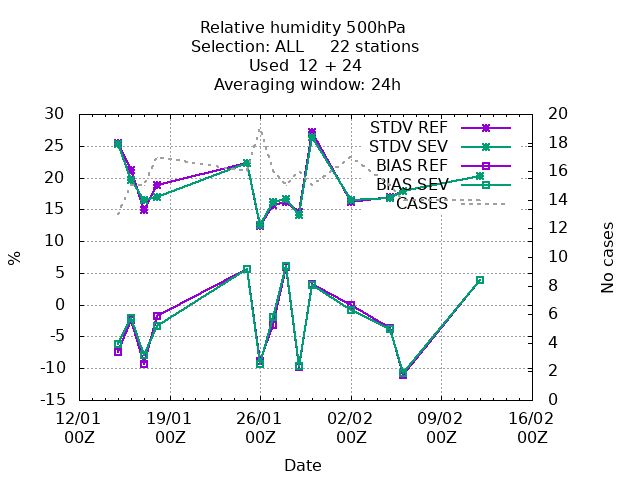 Relative humidity 500hPa
Selection: ALL     22 stations
Used  12 + 24
Averaging window: 24h
30
25
20
15
10
5
0
-5
-10
-15
%
20
18
16
14
12
10
8
6
4
2
0
No cases
STDV REF
STDV SEV
BIAS REF
BIAS SEV
CASES
12/01 19/01 26/01 02/02 09/02 16/02
00Z 00Z 00Z 00Z 00Z 00Z
Date